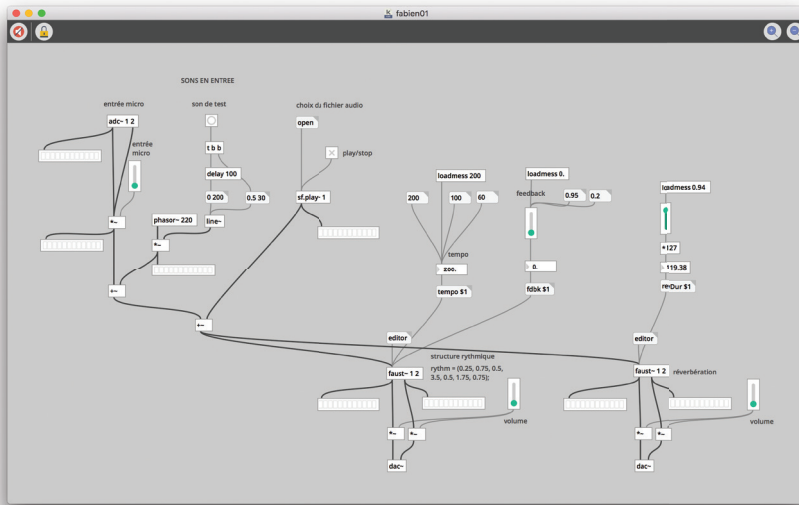 fabien01
SONS EN ENTREE
entrée micro
son de test
choix du fichier audio
adc~ 1 2
open
entrée
micro
t b b
play/stop
delay 100
loadmess 200
loadmess 0.
loadmess 0.94
0 200
0.5 30
sf.play~ 1
200
100
60
feedback
0.95
0.2
phasor~ 220
line~
*~
*~
tempo
*127
200.
0.
119.38
+~
tempo $1
fdbk $1
Dur $1
+~
editor
editor
structure rythmique
faust~ 1 2
rythm = (0.25, 0.75, 0.5,
3.5, 0.5, 1.75, 0.75);
faust~ 1 2
réverbération
volume
volume
*~
*~
*~
*~
dac~
dac~